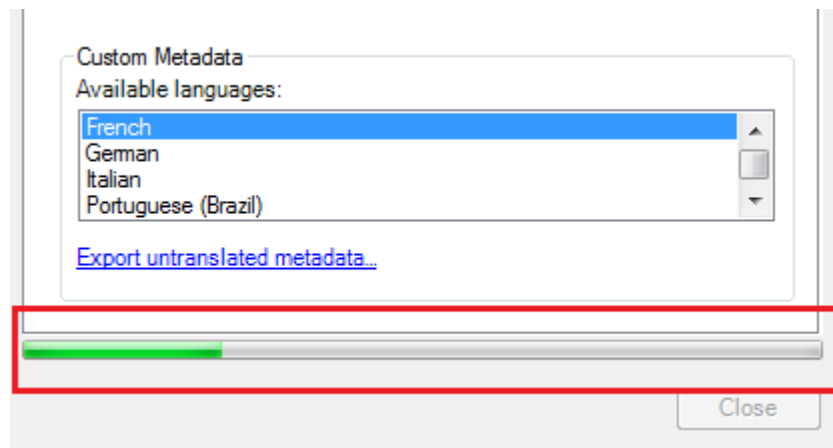 Custom Metadata
Available languages:
French
German
Italian
Portuguese (Brazil)
Export untranslated metadata...
Close